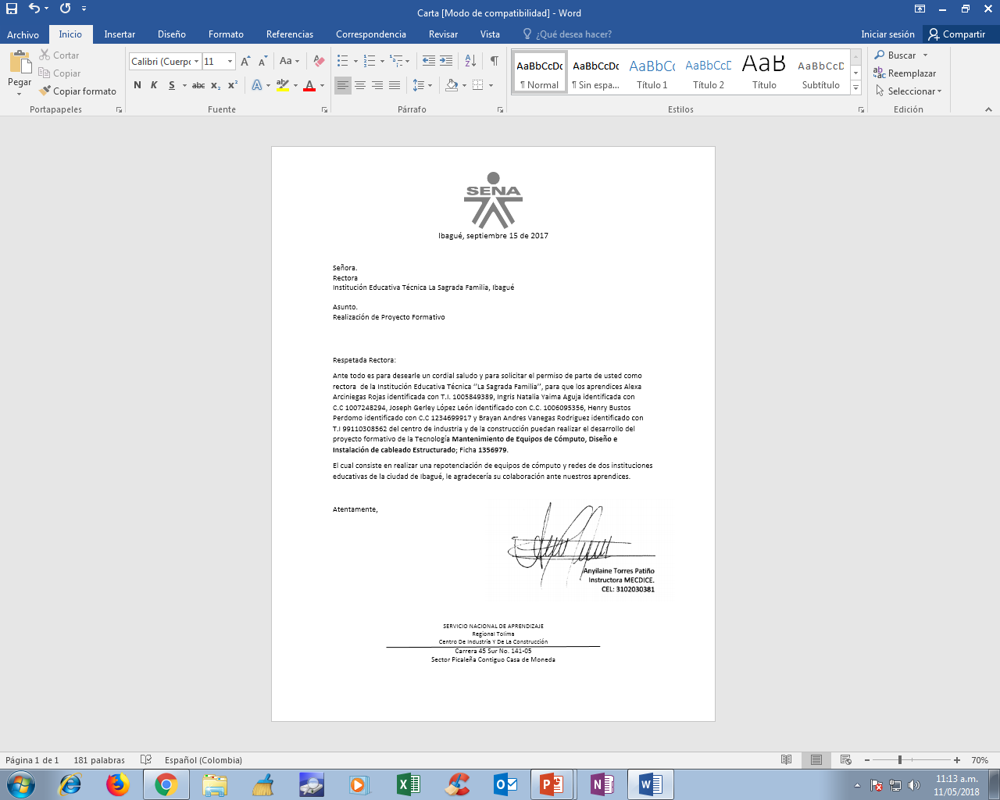 Carta [Modo de compatibilidad] - Word
Archivo Inicio Insertar Diseño Formato Referencias Correspondencia Revisar Vista ¿Qué desea hacer? Iniciar sesión Compartir
Pegar
Cortar
Copiar
Copiar formato
Portapapeles
Calibri (Cuerpo 11
Fuente
Párrafo
AaBbCcDc AaBbCcDc AaBbCc AaBbCcD AaB AaBbCcD
¶ Normal ¶ Sin espa... Título 1 Título 2 Título Subtítulo
Estilos
Buscar
Reemplazar
Seleccionar
Edición
SENA
Ibagué, septiembre 15 de 2017
Señora.
Rectora
Institución Educativa Técnica La Sagrada Familia, Ibagué
Asunto.
Realización de Proyecto Formativo
Respetada Rectora:
Ante todo es para desearle un cordial saludo y para solicitar el permiso de parte de usted como
rectora de la Institución Educativa Técnica ‘’La Sagrada Familia’’, para que los aprendices Alexa
Arciniegas Rojas identificada con T.I. 1005849389, Ingris Natalia Yaima Aguja identificada con
C.C 1007248294, Joseph Gerley López León identificado con C.C. 1006095356, Henry Bustos
Perdomo identificado con C.C 1234699917 y Brayan Andres Vanegas Rodriguez identificado con
T.I 99110308562 del centro de industria y de la construcción puedan realizar el desarrollo del
proyecto formativo de la Tecnología Mantenimiento de Equipos de Cómputo, Diseño e
Instalación de cableado Estructurado; Ficha 1356979.
El cual consiste en realizar una repotenciación de equipos de cómputo y redes de dos instituciones
educativas de la ciudad de Ibagué, le agradecería su colaboración ante nuestros aprendices.
Atentamente,
Anyilaine Torres Patiño
Instructora MECDICE.
CEL: 3102030381
SERVICIO NACIONAL DE APRENDIZAJE
Regional Tolima
Centro De Industria Y De La Construcción
Carrera 45 Sur No. 141-05
Sector Picaleña Contiguo Casa de Moneda
Página 1 de 1 181 palabras Español (Colombia) 70%
11:13 a.m.
11/05/2018